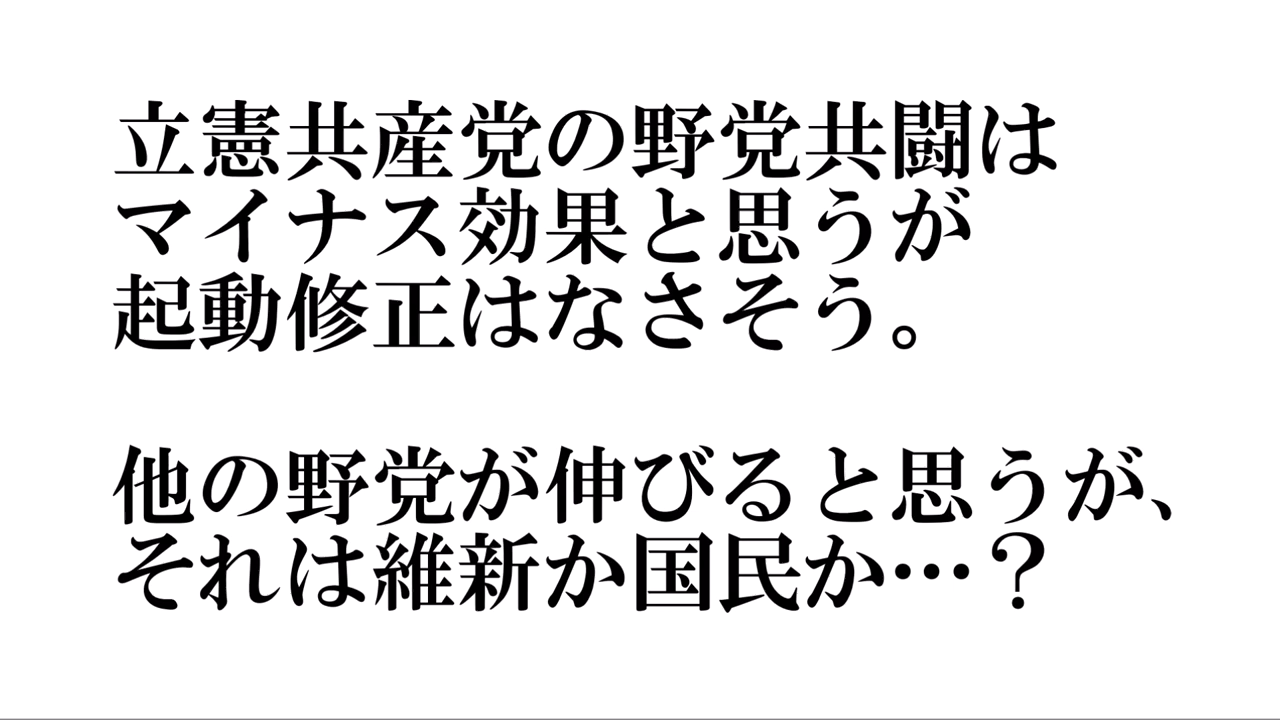 立憲共産党の野党共闘は
マイナス効果と思うが
起動修正はなさそう。
他の野党が伸びると思うが、
それは維新か国民か…？